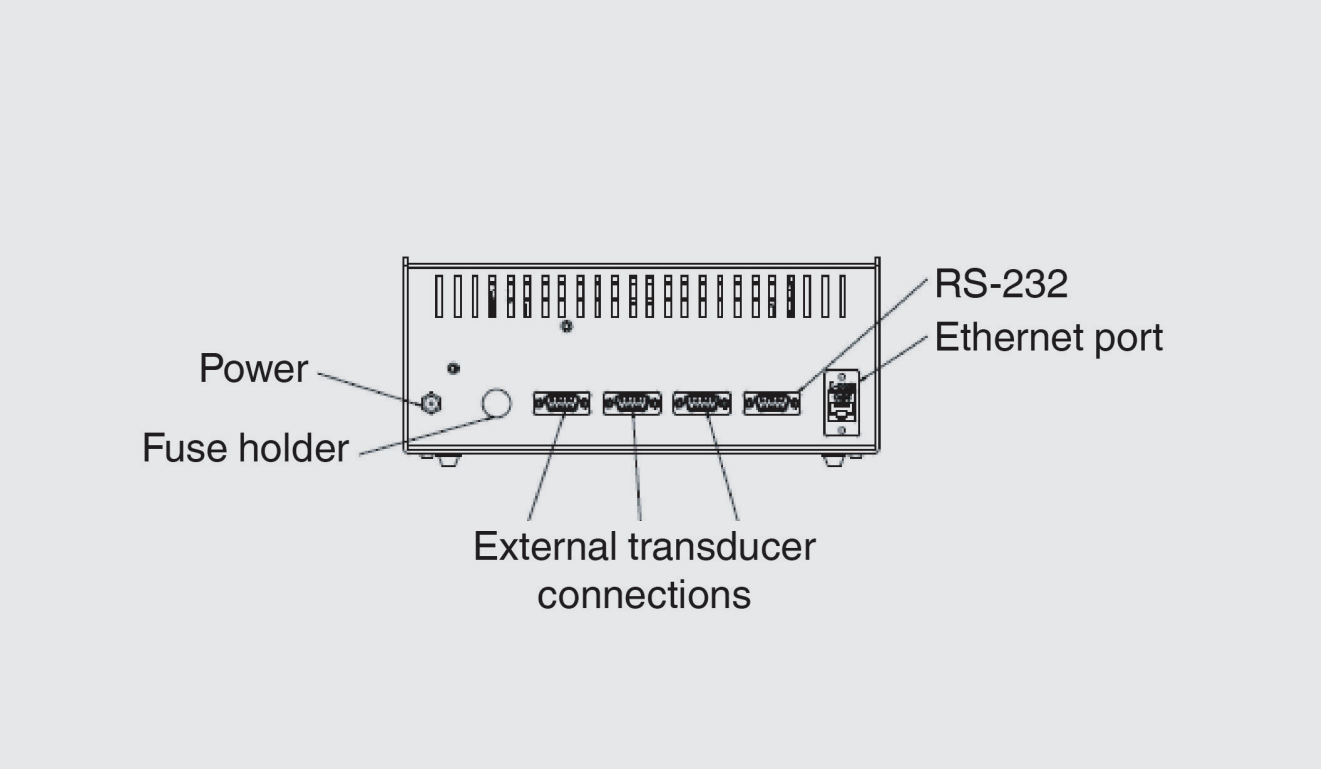 RS-232
Ethernet port
Power
Fuse holder
External transducer
connections